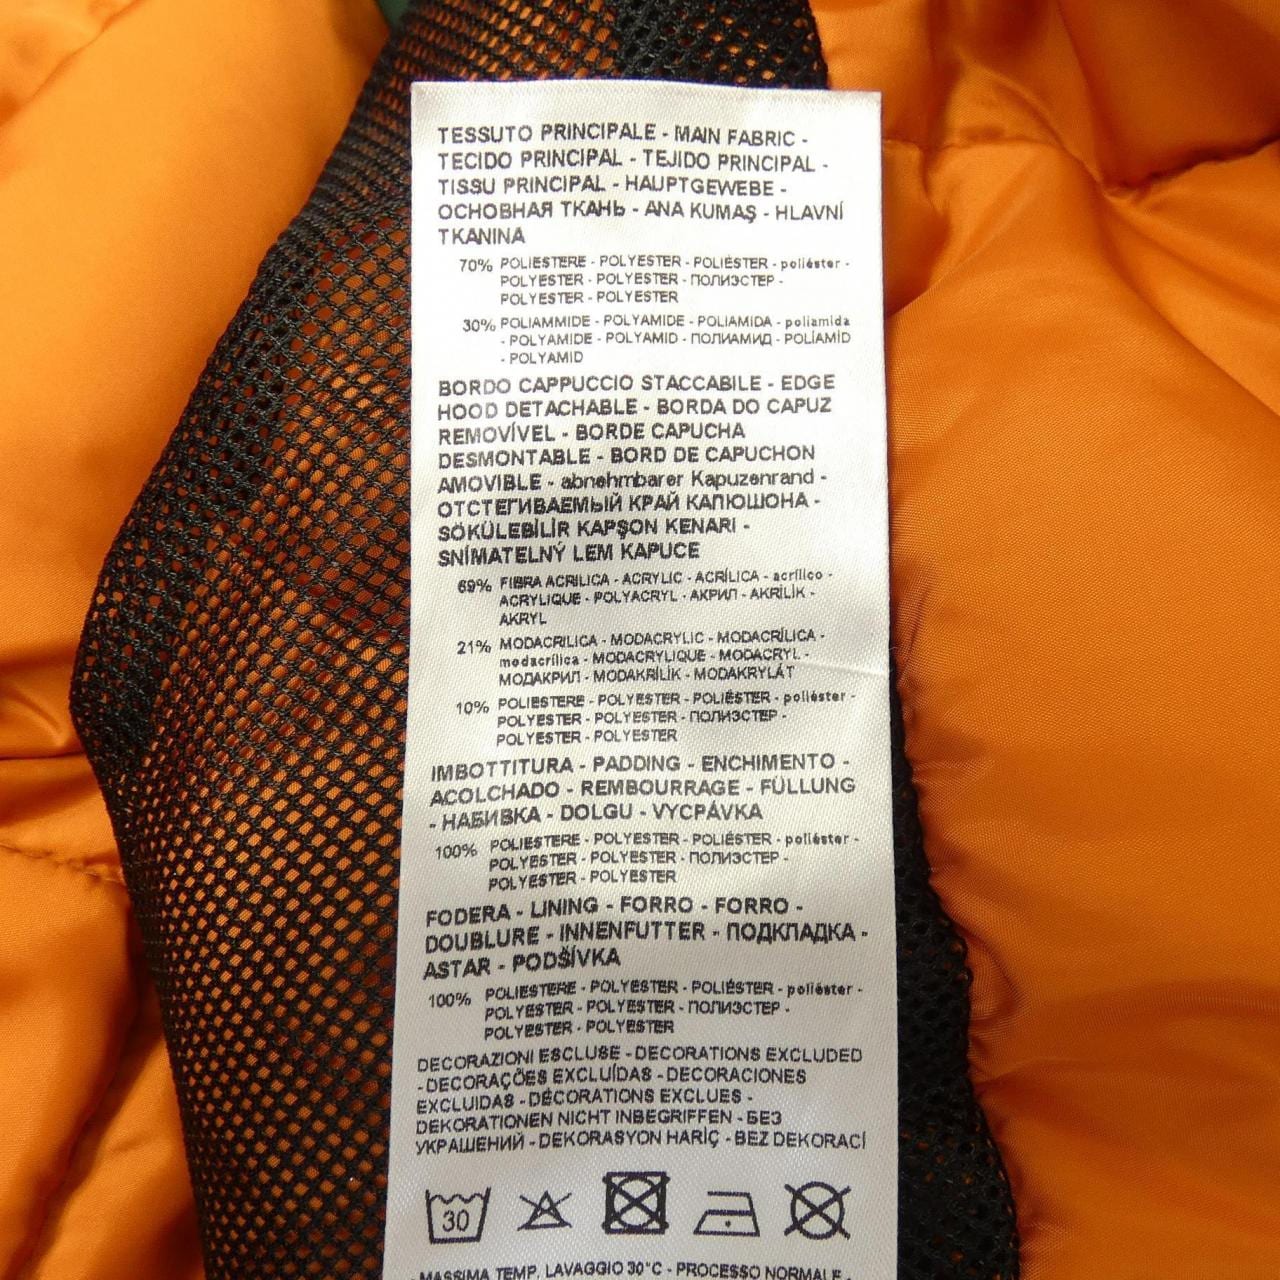 TESSUTO PRINCIPALE - MAIN FABRIC -
TECIDO PRINCIPAL - TEJIDO PRINCIPAL -
TISSU PRINCIPAL - HAUPTGEWEBE -
ОСНОВНАЯ ТКАНЬ - ANA KUMAŞ - HLAVNÍ
TKANINA
70% POLIESTERE - POLYESTER - POLIÉSTER - poliéster -
POLYESTER - POLYESTER - ПОЛИЭСТЕР -
POLYESTER - POLYESTER
30% POLIAMMIDE - POLYAMIDE - POLIAMIDA - poliamida
- POLYAMIDE - POLYAMID - ПОЛИАМИД - POLÍAMÍD
- POLYAMID
BORDO CAPPUCCIO STACCABILE - EDGE
HOOD DETACHABLE - BORDA DO CAPUZ
REMOVÍVEL - BORDE CAPUCHA
DESMONTABLE - BORD DE CAPUCHON
AMOVIBLE - abnehmbarer Kapuzenrand -
ОТСТЕГИВАЕМЫЙ КРАЙ КАПЮШОНА -
SÖKÜLEBİLİR KAPŞON KENARI -
SNÍMATELNÝ LEM KAPUCE
69% FIBRA ACRILICA - ACRYLIC - ACRÍLICA - acrílico -
ACRYLIQUE - POLYACRYL - АКРИЛ - AKRİLİK -
AKRYL
21% MODACRILICA - MODACRYLIC - MODACRÍLICA -
modacrílica - MODACRYLIQUE - MODACRYL -
МОДАКРИЛ - MODAKRİLİK - MODAKRYLÁT
10% POLIESTERE - POLYESTER - POLIÉSTER - poliéster -
POLYESTER - POLYESTER - ПОЛИЭСТЕР -
POLYESTER - POLYESTER
IMBOTTITURA - PADDING - ENCHIMENTO -
ACOLCHADO - REMBOURRAGE - FÜLLUNG
- НАБИВКА - DOLGU - VYCPÁVKA
100% POLIESTERE - POLYESTER - POLIÉSTER - poliéster -
POLYESTER - POLYESTER - ПОЛИЭСТЕР -
POLYESTER - POLYESTER
FODERA - LINING - FORRO - FORRO -
DOUBLURE - INNENFUTTER - ПОДКЛАДКА -
ASTAR - PODŠÍVKA
100% POLIESTERE - POLYESTER - POLIÉSTER - poliéster -
POLYESTER - POLYESTER - ПОЛИЭСТЕР -
POLYESTER - POLYESTER
DECORAZIONI ESCLUSE - DECORATIONS EXCLUDED
- DECORAÇÕES EXCLUÍDAS - DECORACIONES
EXCLUIDAS - DÉCORATIONS EXCLUES -
DEKORATIONEN NICHT INBEGRIFFEN - БЕЗ
УКРАШЕНИЙ - DEKORASYON HARİÇ - BEZ DEKORACÍ
30
MASSIMA TEMP. LAVAGGIO 30°C - PROCESSO NORMALE